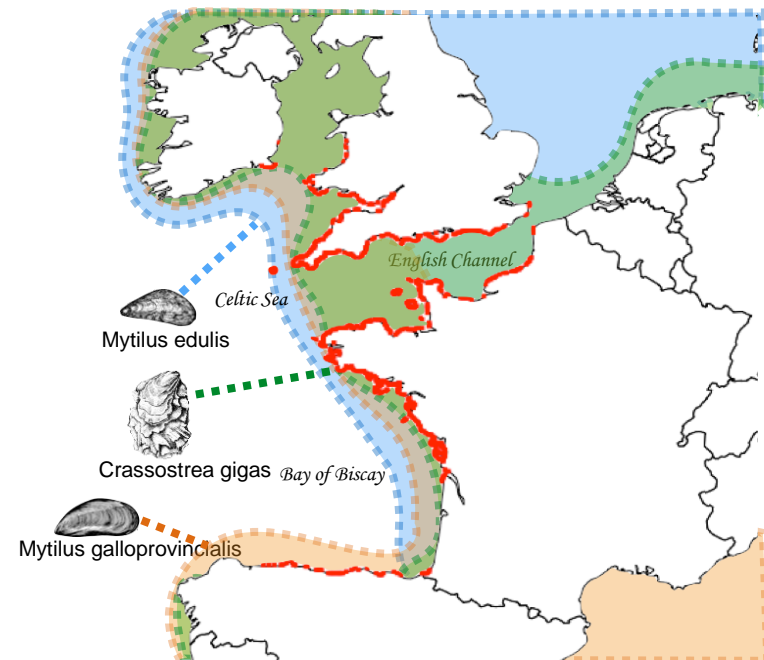 English Channel
Celtic Sea
Mytilus edulis
Crassostrea gigas
Bay of Biscay
Mytilus galloprovincialis